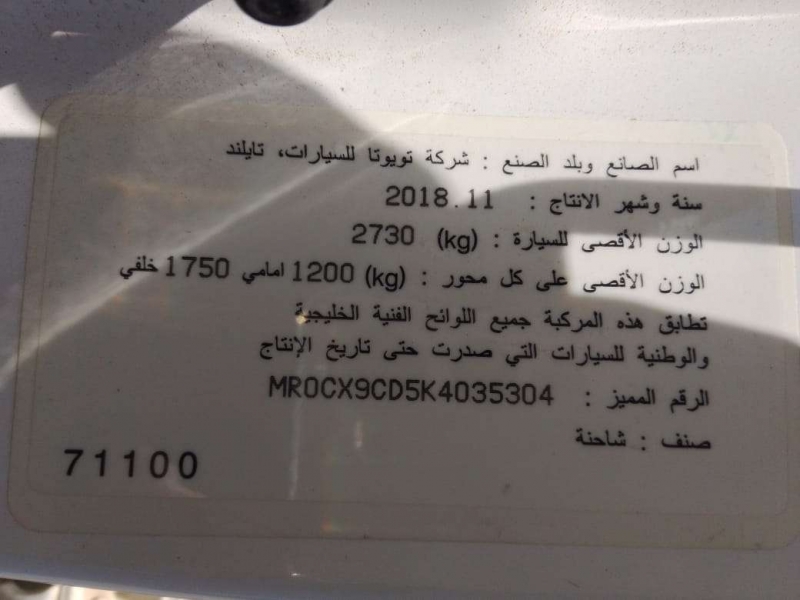 اسم الصانع وبلد الصنع : شركة تويوتا للسيارات، تايلند
سنة وشهر الانتاج : 2018.11
الوزن الأقصى للسيارة : (kg) 2730
الوزن الأقصى على كل محور : (kg) 1200 امامي 1750 خلفي
تطابق هذه المركبة جميع اللوائح الفنية الخليجية
والوطنية للسيارات التي صدرت حتى تاريخ الإنتاج
الرقم المميز : MR0CX9CD5K4035304
صنف : شاحنة
71100